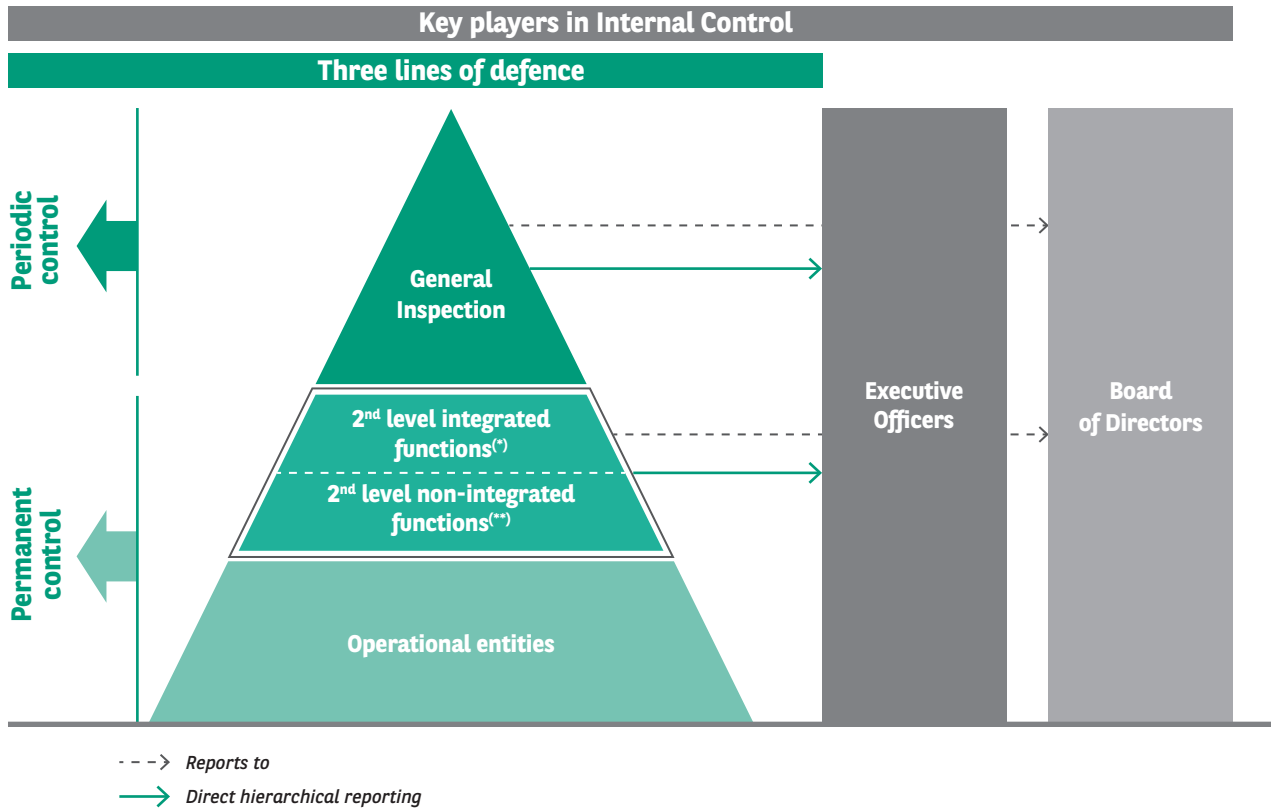 Key players in Internal Control
Three lines of defence
Periodic
control
General
Inspection
Executive
Officers
Board
of Directors
2nd level integrated
functions(*)
2nd level non-integrated
functions(**)
Permanent
control
Operational entities
Reports to
Direct hierarchical reporting